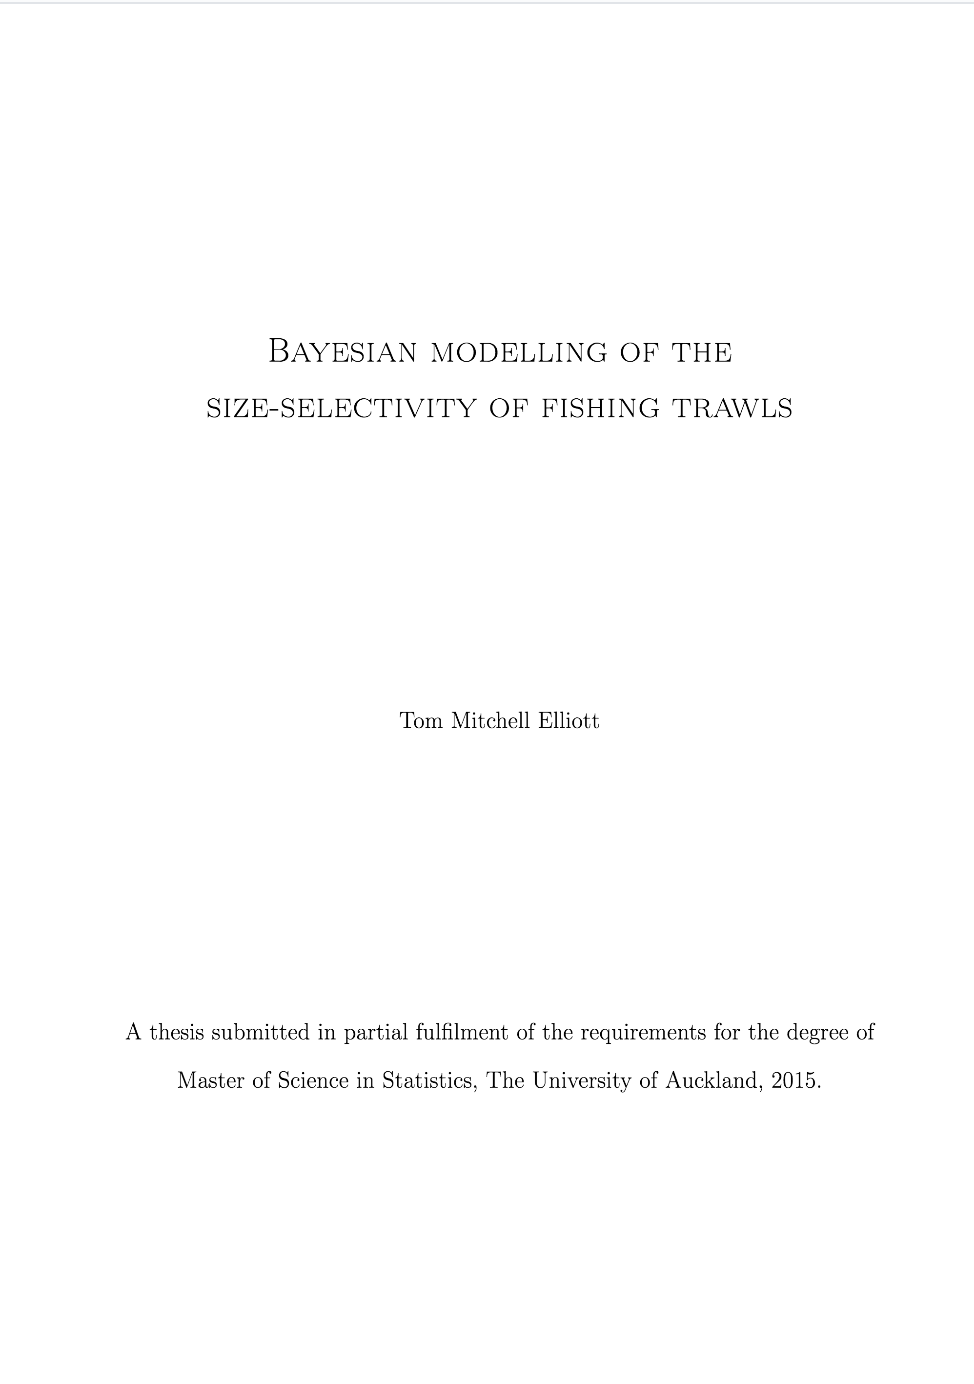 Bayesian modelling of the
size-selectivity of fishing trawls
Tom Mitchell Elliott
A thesis submitted in partial fulfilment of the requirements for the degree of
Master of Science in Statistics, The University of Auckland, 2015.